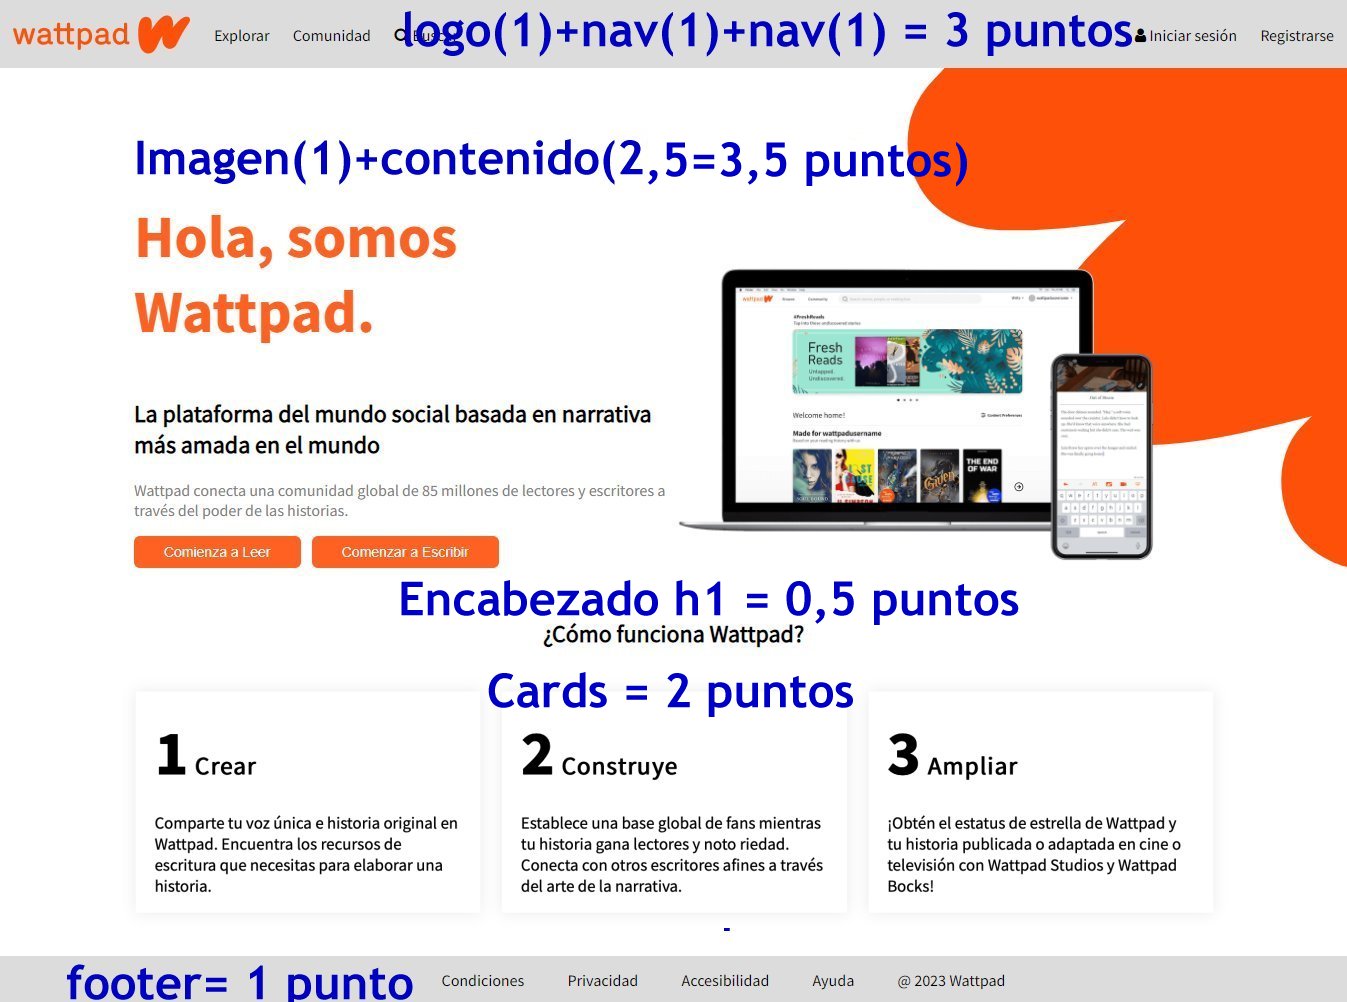 wattpad
Explorar
Comunidad
logo(1)+nav(1)+nav(1) = 3 puntos
Iniciar sesión
Registrarse
Imagen(1)+contenido(2,5=3,5 puntos)
Hola, somos
Wattpad.
La plataforma del mundo social basada en narrativa
más amada en el mundo
Wattpad conecta una comunidad global de 85 millones de lectores y escritores a
través del poder de las historias.
Comienza a Leer
Comenzar a Escribir
Fresh
Reads
Untapped.
Undiscovered.
Welcome home!
Content Preferences
Made for wattpadusername
THE END
OF WAR
Encabezado h1 = 0,5 puntos
¿Cómo funciona Wattpad?
Cards = 2 puntos
1 Crear
Comparte tu voz única e historia original en
Wattpad. Encuentra los recursos de
escritura que necesitas para elaborar una
historia.
2 Construye
Establece una base global de fans mientras
tu historia gana lectores y noto riedad.
Conecta con otros escritores afines a través
del arte de la narrativa.
3 Ampliar
¡Obtén el estatus de estrella de Wattpad y
tu historia publicada o adaptada en cine o
televisión con Wattpad Studios y Wattpad
Bocks!
-
footer= 1 punto
Condiciones
Privacidad
Accesibilidad
Ayuda
@ 2023 Wattpad